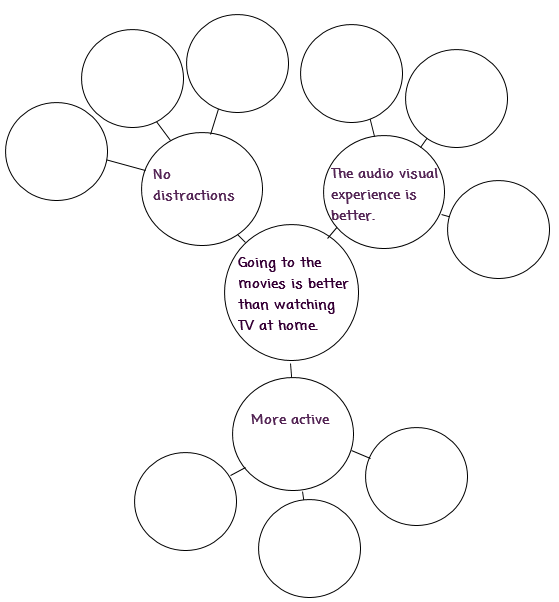 No
distractions
The audio visual
experience is
better.
Going to the
movies is better
than watching
TV at home.
More active